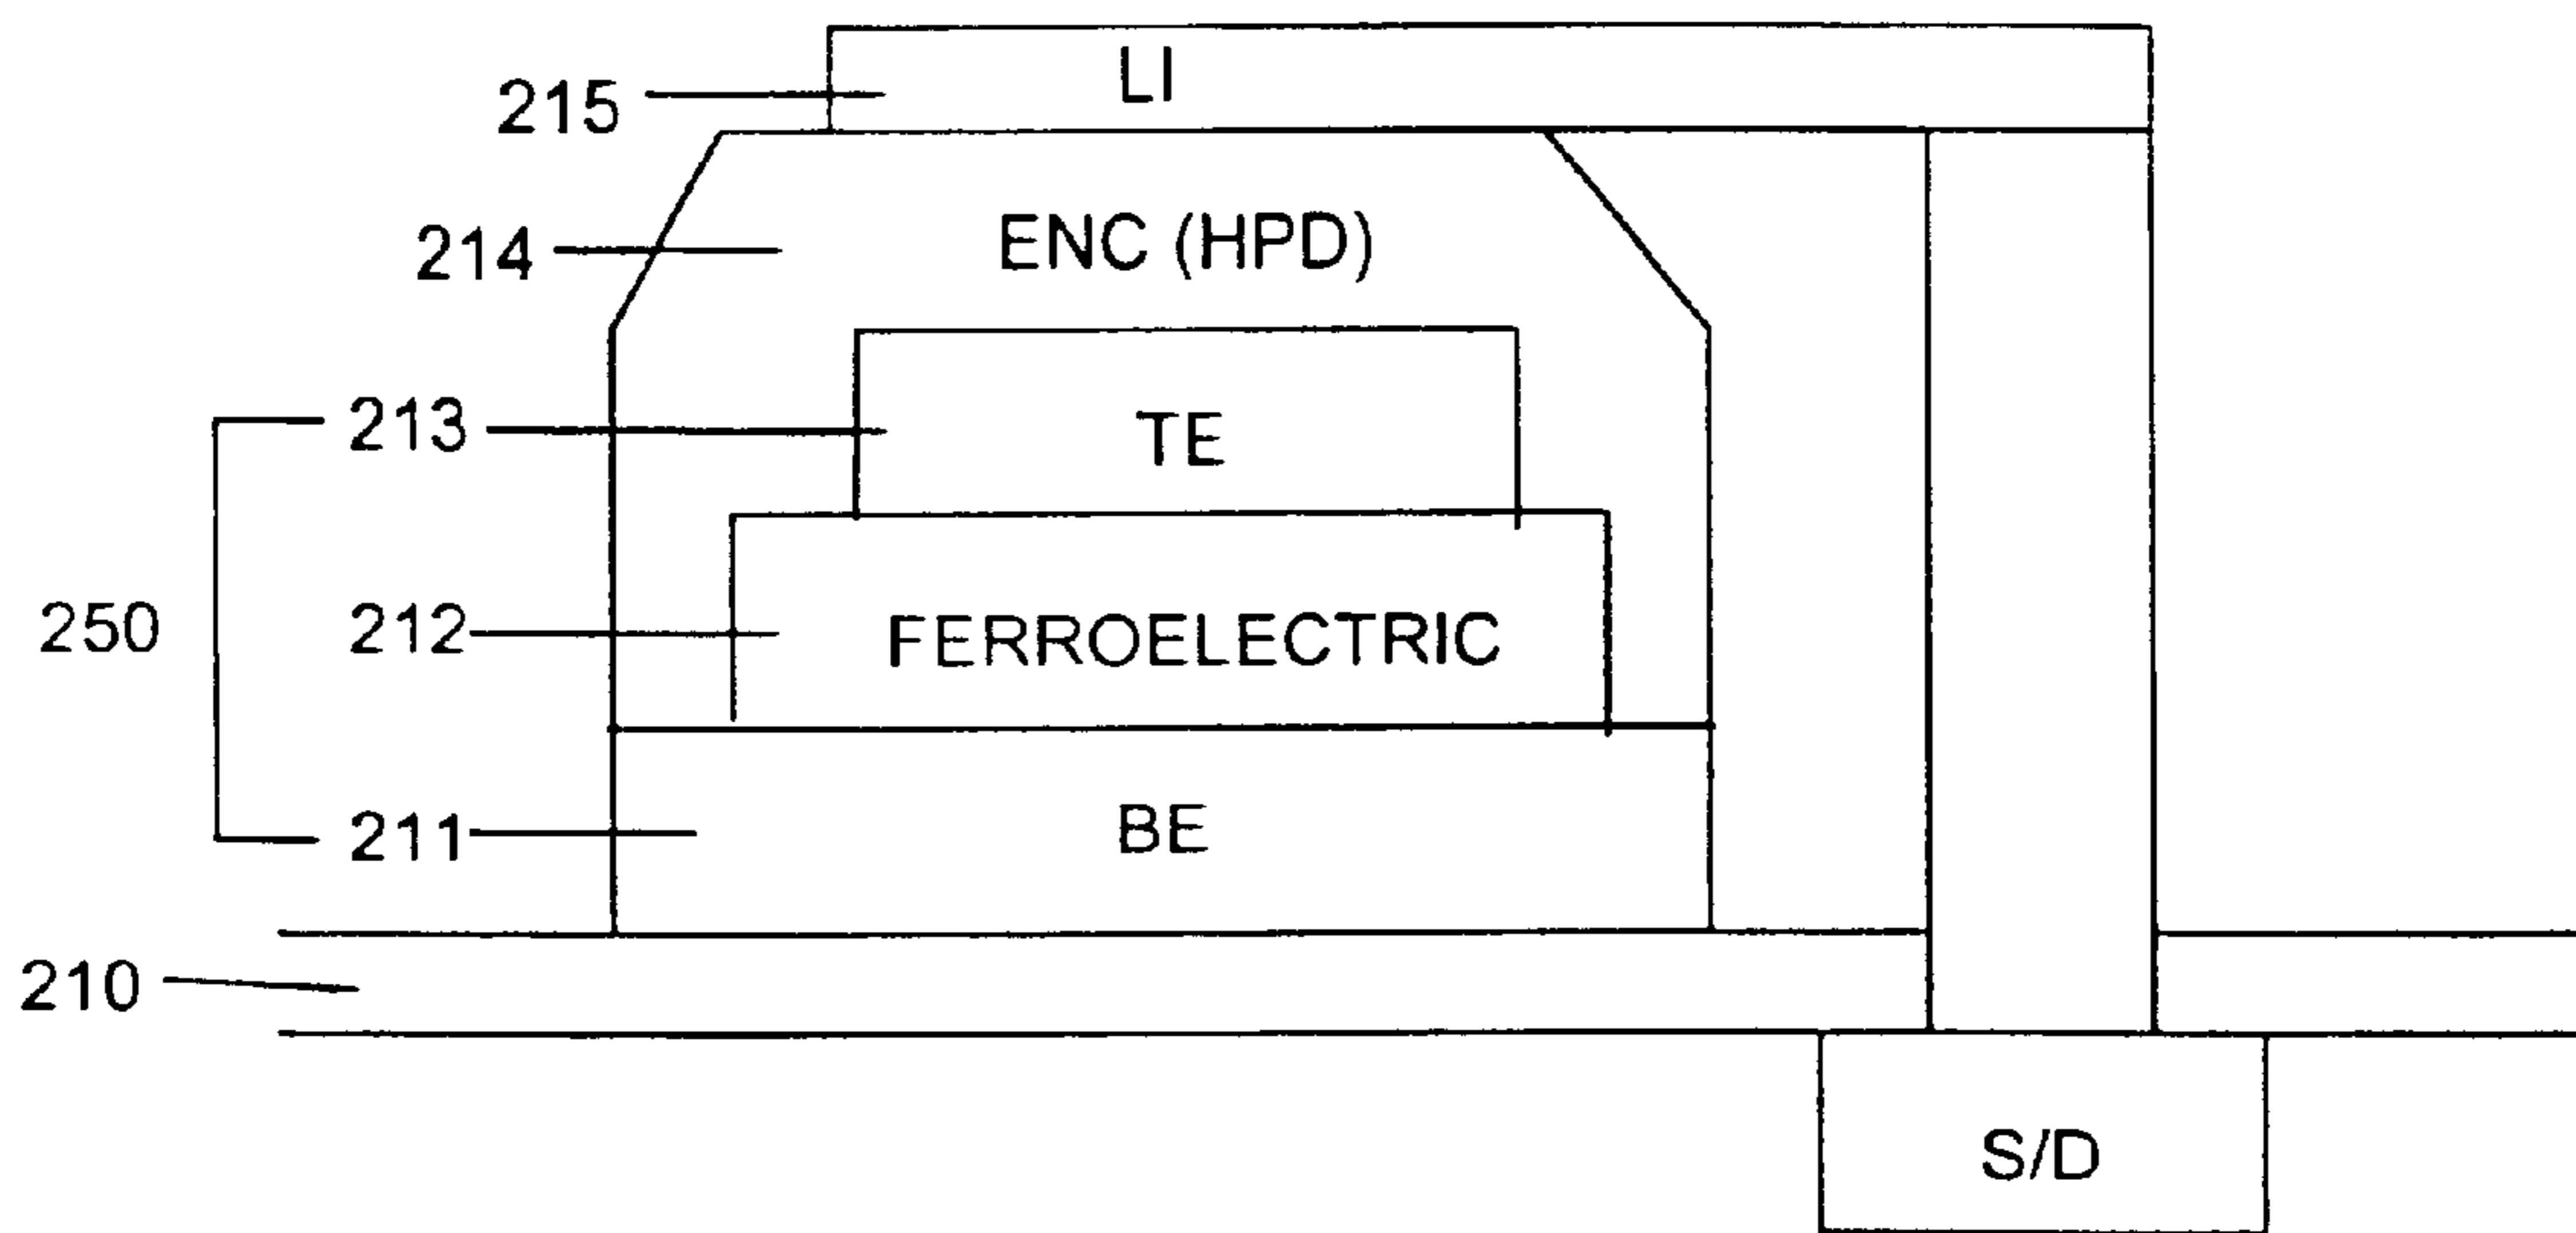 215 LI
214 ENC (HPD)
213 TE
250 212 FERROELECTRIC
211 BE
210
S/D